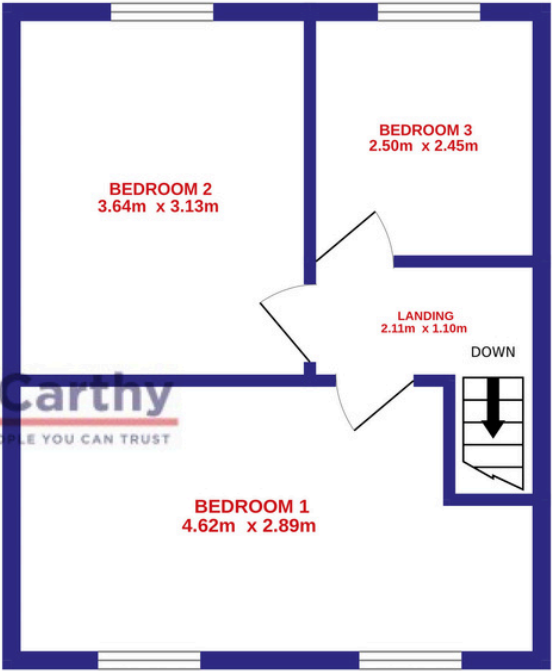 BEDROOM 3
2.50m x 2.45m
BEDROOM 2
3.64m x 3.13m
LANDING
2.11m x 1.10m
DOWN
Carthy
OPLE YOU CAN TRUST
BEDROOM 1
4.62m x 2.89m